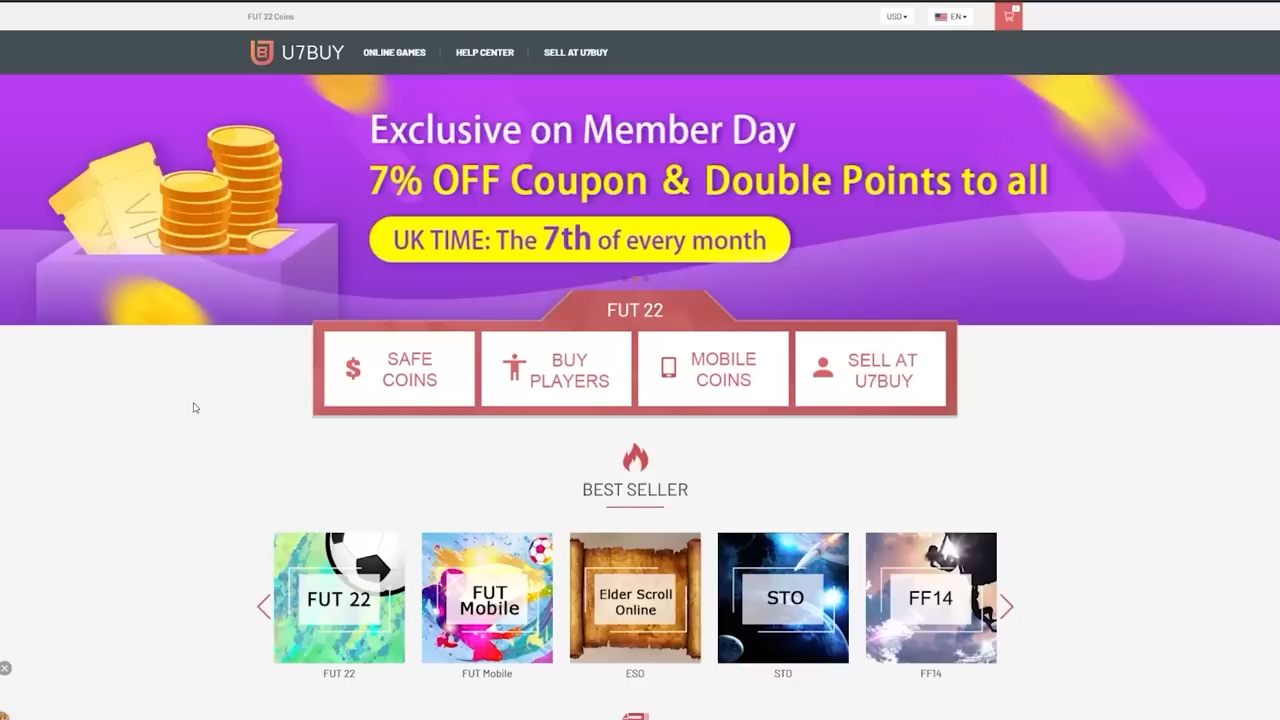 FUT 22 Coins
USD
EN
1
U7BUY
ONLINE GAMES
HELP CENTER
SELL AT U7BUY
Exclusive on Member Day
7% OFF Coupon & Double Points to all
UK TIME: The 7th of every month
VIP
FUT 22
SAFE
COINS
BUY
PLAYERS
MOBILE
COINS
SELL AT
U7BUY
BEST SELLER
FUT 22
FUT
Mobile
Elder Scroll
Online
STO
FF14
FUT 22
FUT Mobile
ESO
STO
FF14